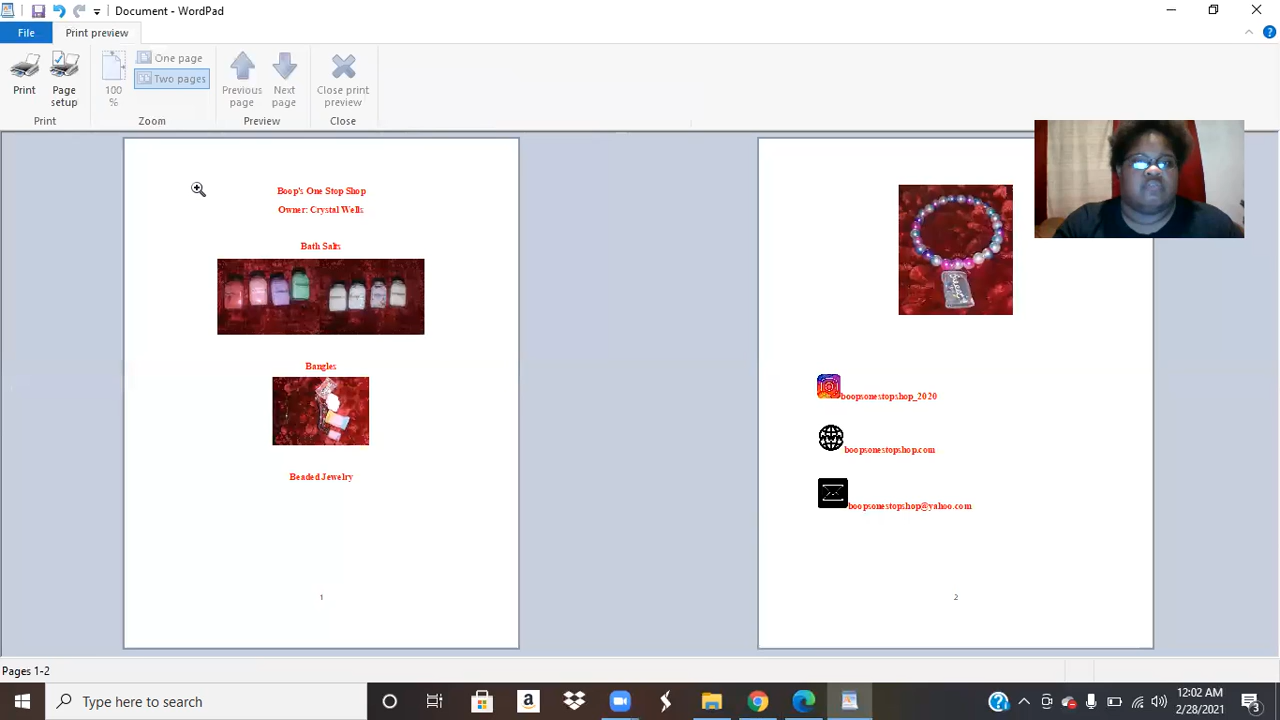 Document - WordPad
File
Print preview
Print
Page setup
100 %
One page
Two pages
Previous page
Next page
Close print preview
Print
Zoom
Preview
Close
Boop's One Stop Shop
Owner: Crystal Wells
Bath Salts
Bangles
Beaded Jewelry
1
boopsonestopshop_2020
boopsonestopshop.com
boopsonestopshop@yahoo.com
2
Pages 1-2
Type here to search
12:02 AM
2/28/2021
3